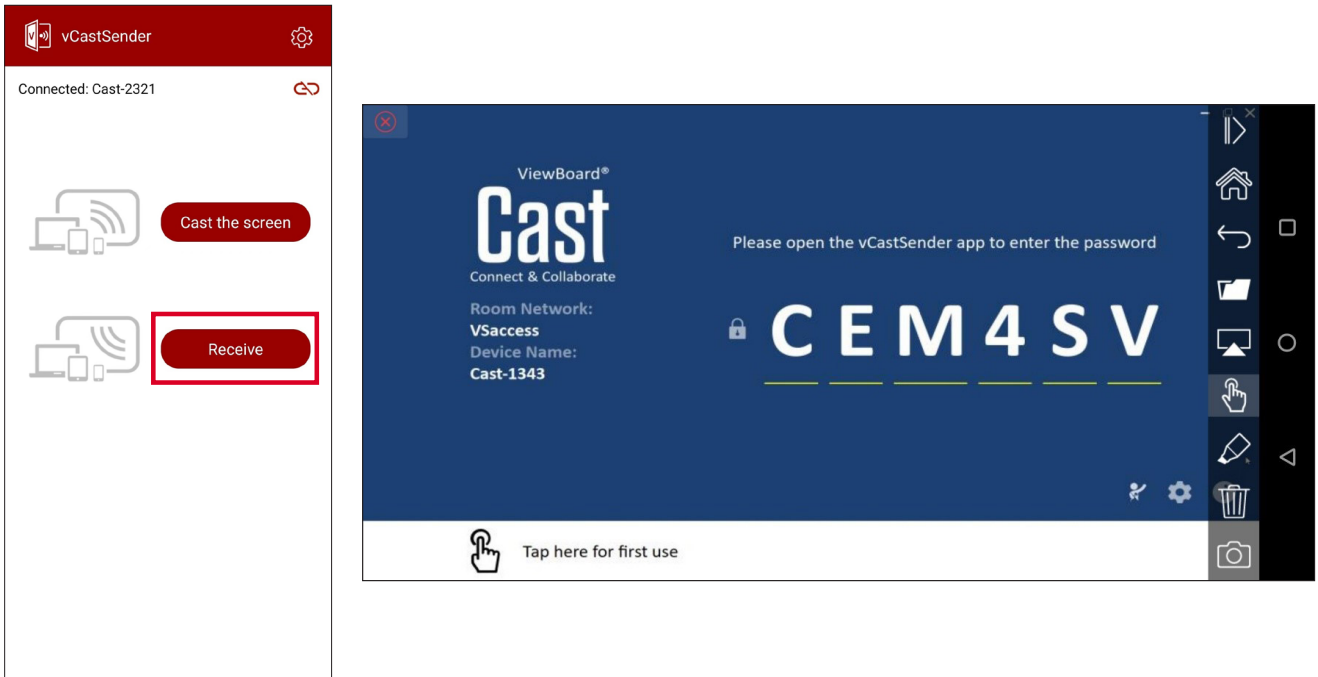 vCastSender
Connected: Cast-2321
Cast the screen
Receive
ViewBoard®
Cast
Connect & Collaborate
Room Network:
VSaccess
Device Name:
Cast-1343
Please open the vCastSender app to enter the password
C E M 4 S V
Tap here for first use